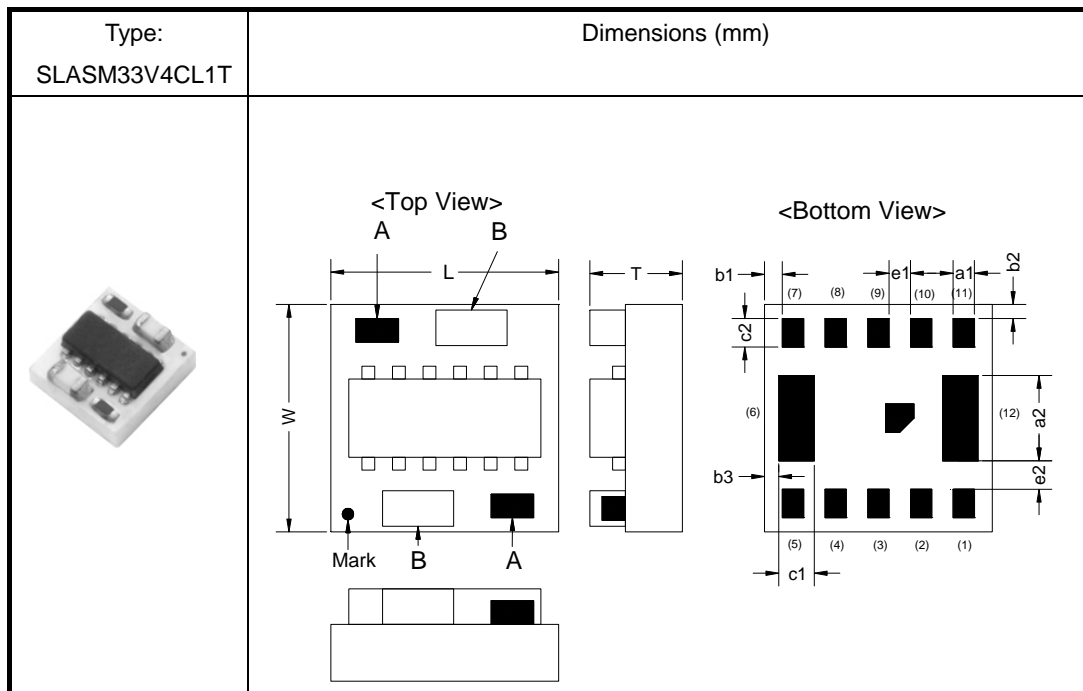 Type:
SLASM33V4CL1T
Dimensions (mm)
<Top View>
A
B
L
T
W
Mark
B
A
<Bottom View>
b1
e1
a1
b2
(7)
(8)
(9)
(10)
(11)
c2
(6)
(12)
a2
b3
e2
(5)
(4)
(3)
(2)
(1)
c1